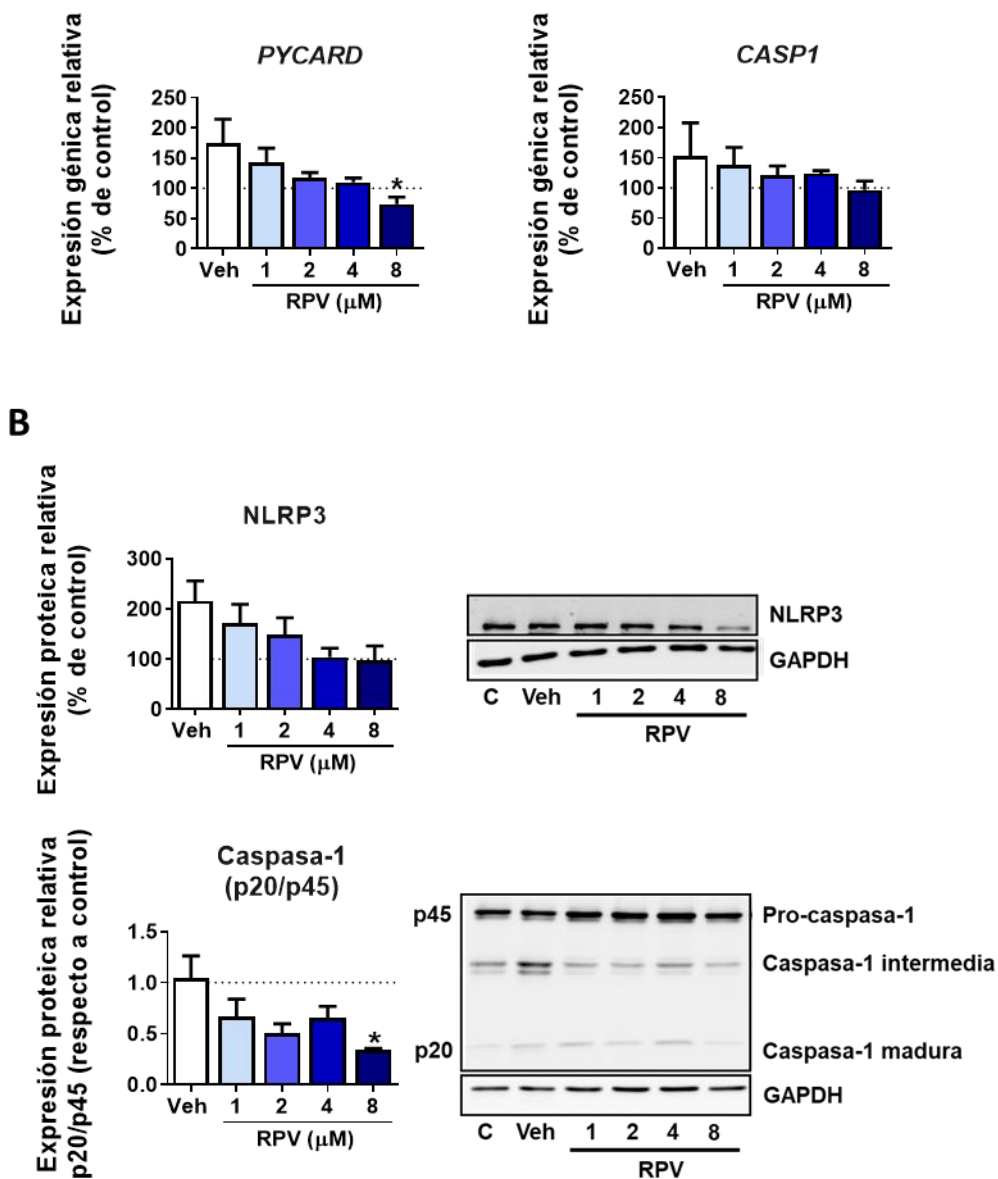 PYCARD
Expresión génica relativa
(% de control)
250
200
150
100
50
0
*
Veh 1 2 4 8
RPV (μM)
CASP1
Expresión génica relativa
(% de control)
250
200
150
100
50
0
Veh 1 2 4 8
RPV (μM)
B
NLRP3
Expresión proteica relativa
(% de control)
300
200
100
0
Veh 1 2 4 8
RPV (μM)
NLRP3
GAPDH
C Veh 1 2 4 8
RPV
Caspasa-1
(p20/p45)
Expresión proteica relativa
p20/p45 (respecto a control)
1.5
1.0
0.5
0.0
*
Veh 1 2 4 8
RPV (μM)
p45 Pro-caspasa-1
Caspasa-1 intermedia
p20 Caspasa-1 madura
GAPDH
C Veh 1 2 4 8
RPV